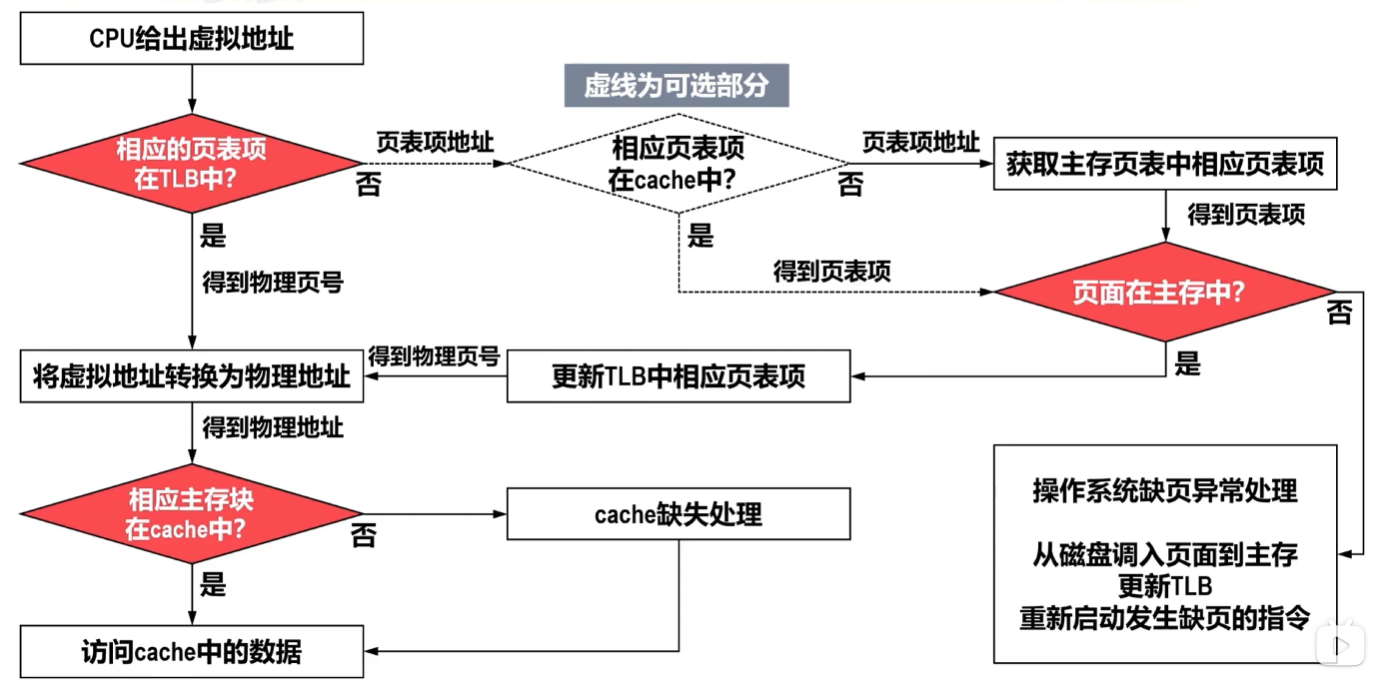 CPU给出虚拟地址
虚线为可选部分
相应的页表项
在TLB中?
页表项地址
否
相应页表项
在cache中?
页表项地址
否
获取主存页表中相应页表项
是
得到物理页号
是
得到页表项
得到页表项
页面在主存中?
否
是
将虚拟地址转换为物理地址
得到物理页号
更新TLB中相应页表项
得到物理地址
相应主存块
在cache中?
否
cache缺失处理
是
访问cache中的数据
操作系统缺页异常处理
从磁盘调入页面到主存
更新TLB
重新启动发生缺页的指令